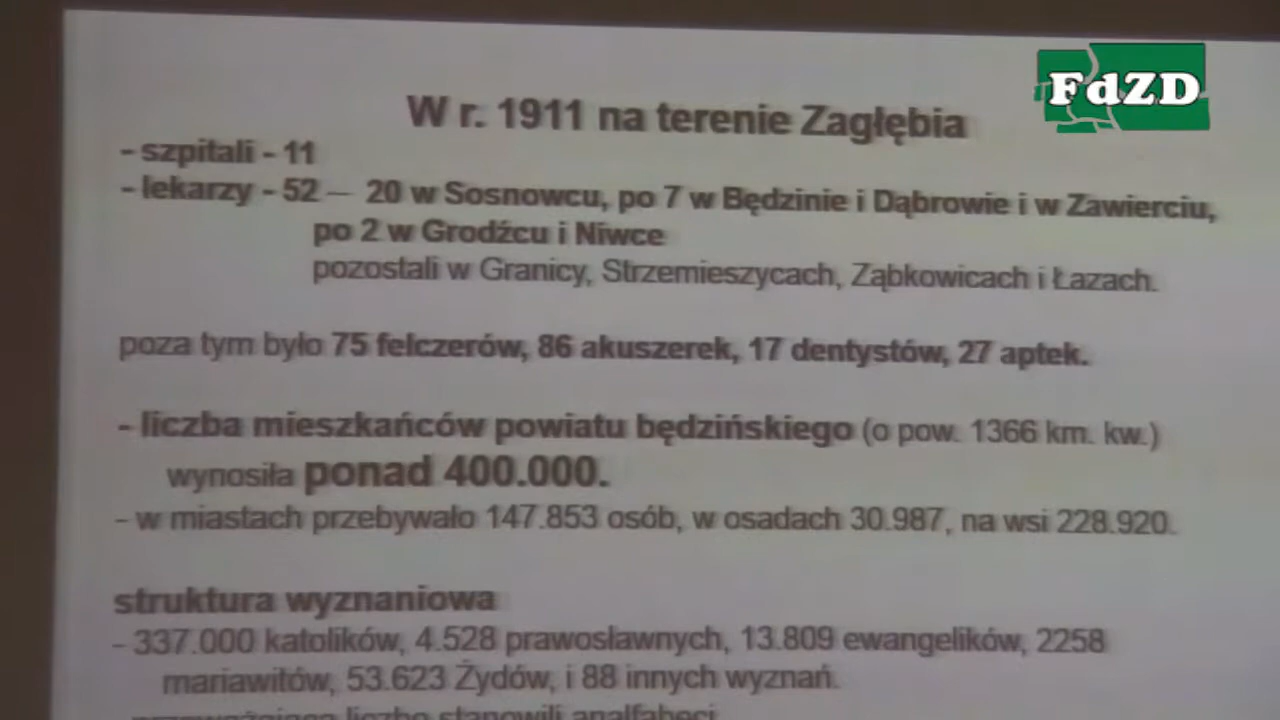 FdZD
W r. 1911 na terenie Zagłębia
- szpitali - 11
- lekarzy - 52 – 20 w Sosnowcu, po 7 w Będzinie i Dąbrowie i w Zawierciu,
po 2 w Grodźcu i Niwce
pozostali w Granicy, Strzemieszycach, Ząbkowicach i Łazach.
poza tym było 75 felczerów, 86 akuszerek, 17 dentystów, 27 aptek.
- liczba mieszkańców powiatu będzińskiego (o pow. 1366 km. kw.)
wynosiła ponad 400.000.
- w miastach przebywało 147.853 osób, w osadach 30.987, na wsi 228.920.
struktura wyznaniowa
- 337.000 katolików, 4.528 prawosławnych, 13.809 ewangelików, 2258
mariawitów, 53.623 Żydów, i 88 innych wyznań.
- przeważającą liczbę stanowili analfabeci